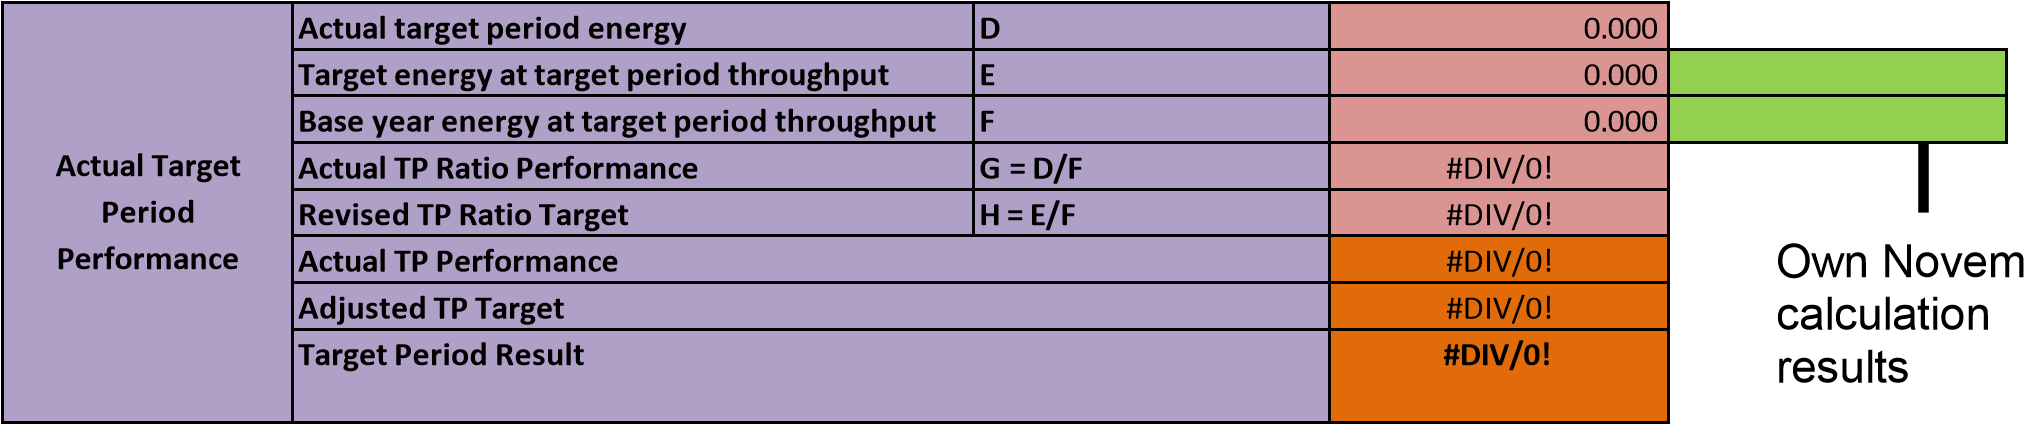 Actual Target
Period
Performance
Actual target period energy D 0.000
Target energy at target period throughput E 0.000
Base year energy at target period throughput F 0.000
Actual TP Ratio Performance G = D/F #DIV/0!
Revised TP Ratio Target H = E/F #DIV/0!
Actual TP Performance #DIV/0!
Adjusted TP Target #DIV/0!
Target Period Result #DIV/0!
Own Novem
calculation
results